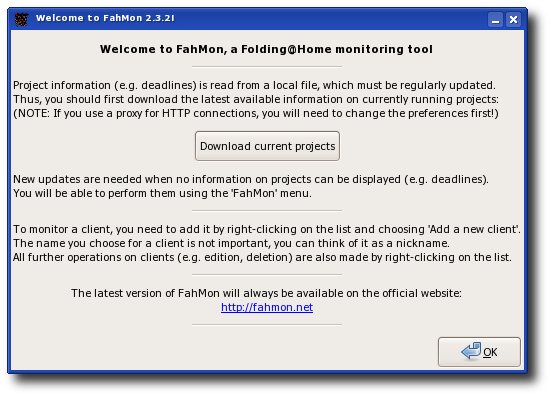 Welcome to FahMon 2.3.2!
Welcome to FahMon, a Folding@Home monitoring tool
Project information (e.g. deadlines) is read from a local file, which must be regularly updated.
Thus, you should first download the latest available information on currently running projects:
(NOTE: If you use a proxy for HTTP connections, you will need to change the preferences first!)
Download current projects
New updates are needed when no information on projects can be displayed (e.g. deadlines).
You will be able to perform them using the 'FahMon' menu.
To monitor a client, you need to add it by right-clicking on the list and choosing 'Add a new client'.
The name you choose for a client is not important, you can think of it as a nickname.
All further operations on clients (e.g. edition, deletion) are also made by right-clicking on the list.
The latest version of FahMon will always be available on the official website:
http://fahmon.net
OK